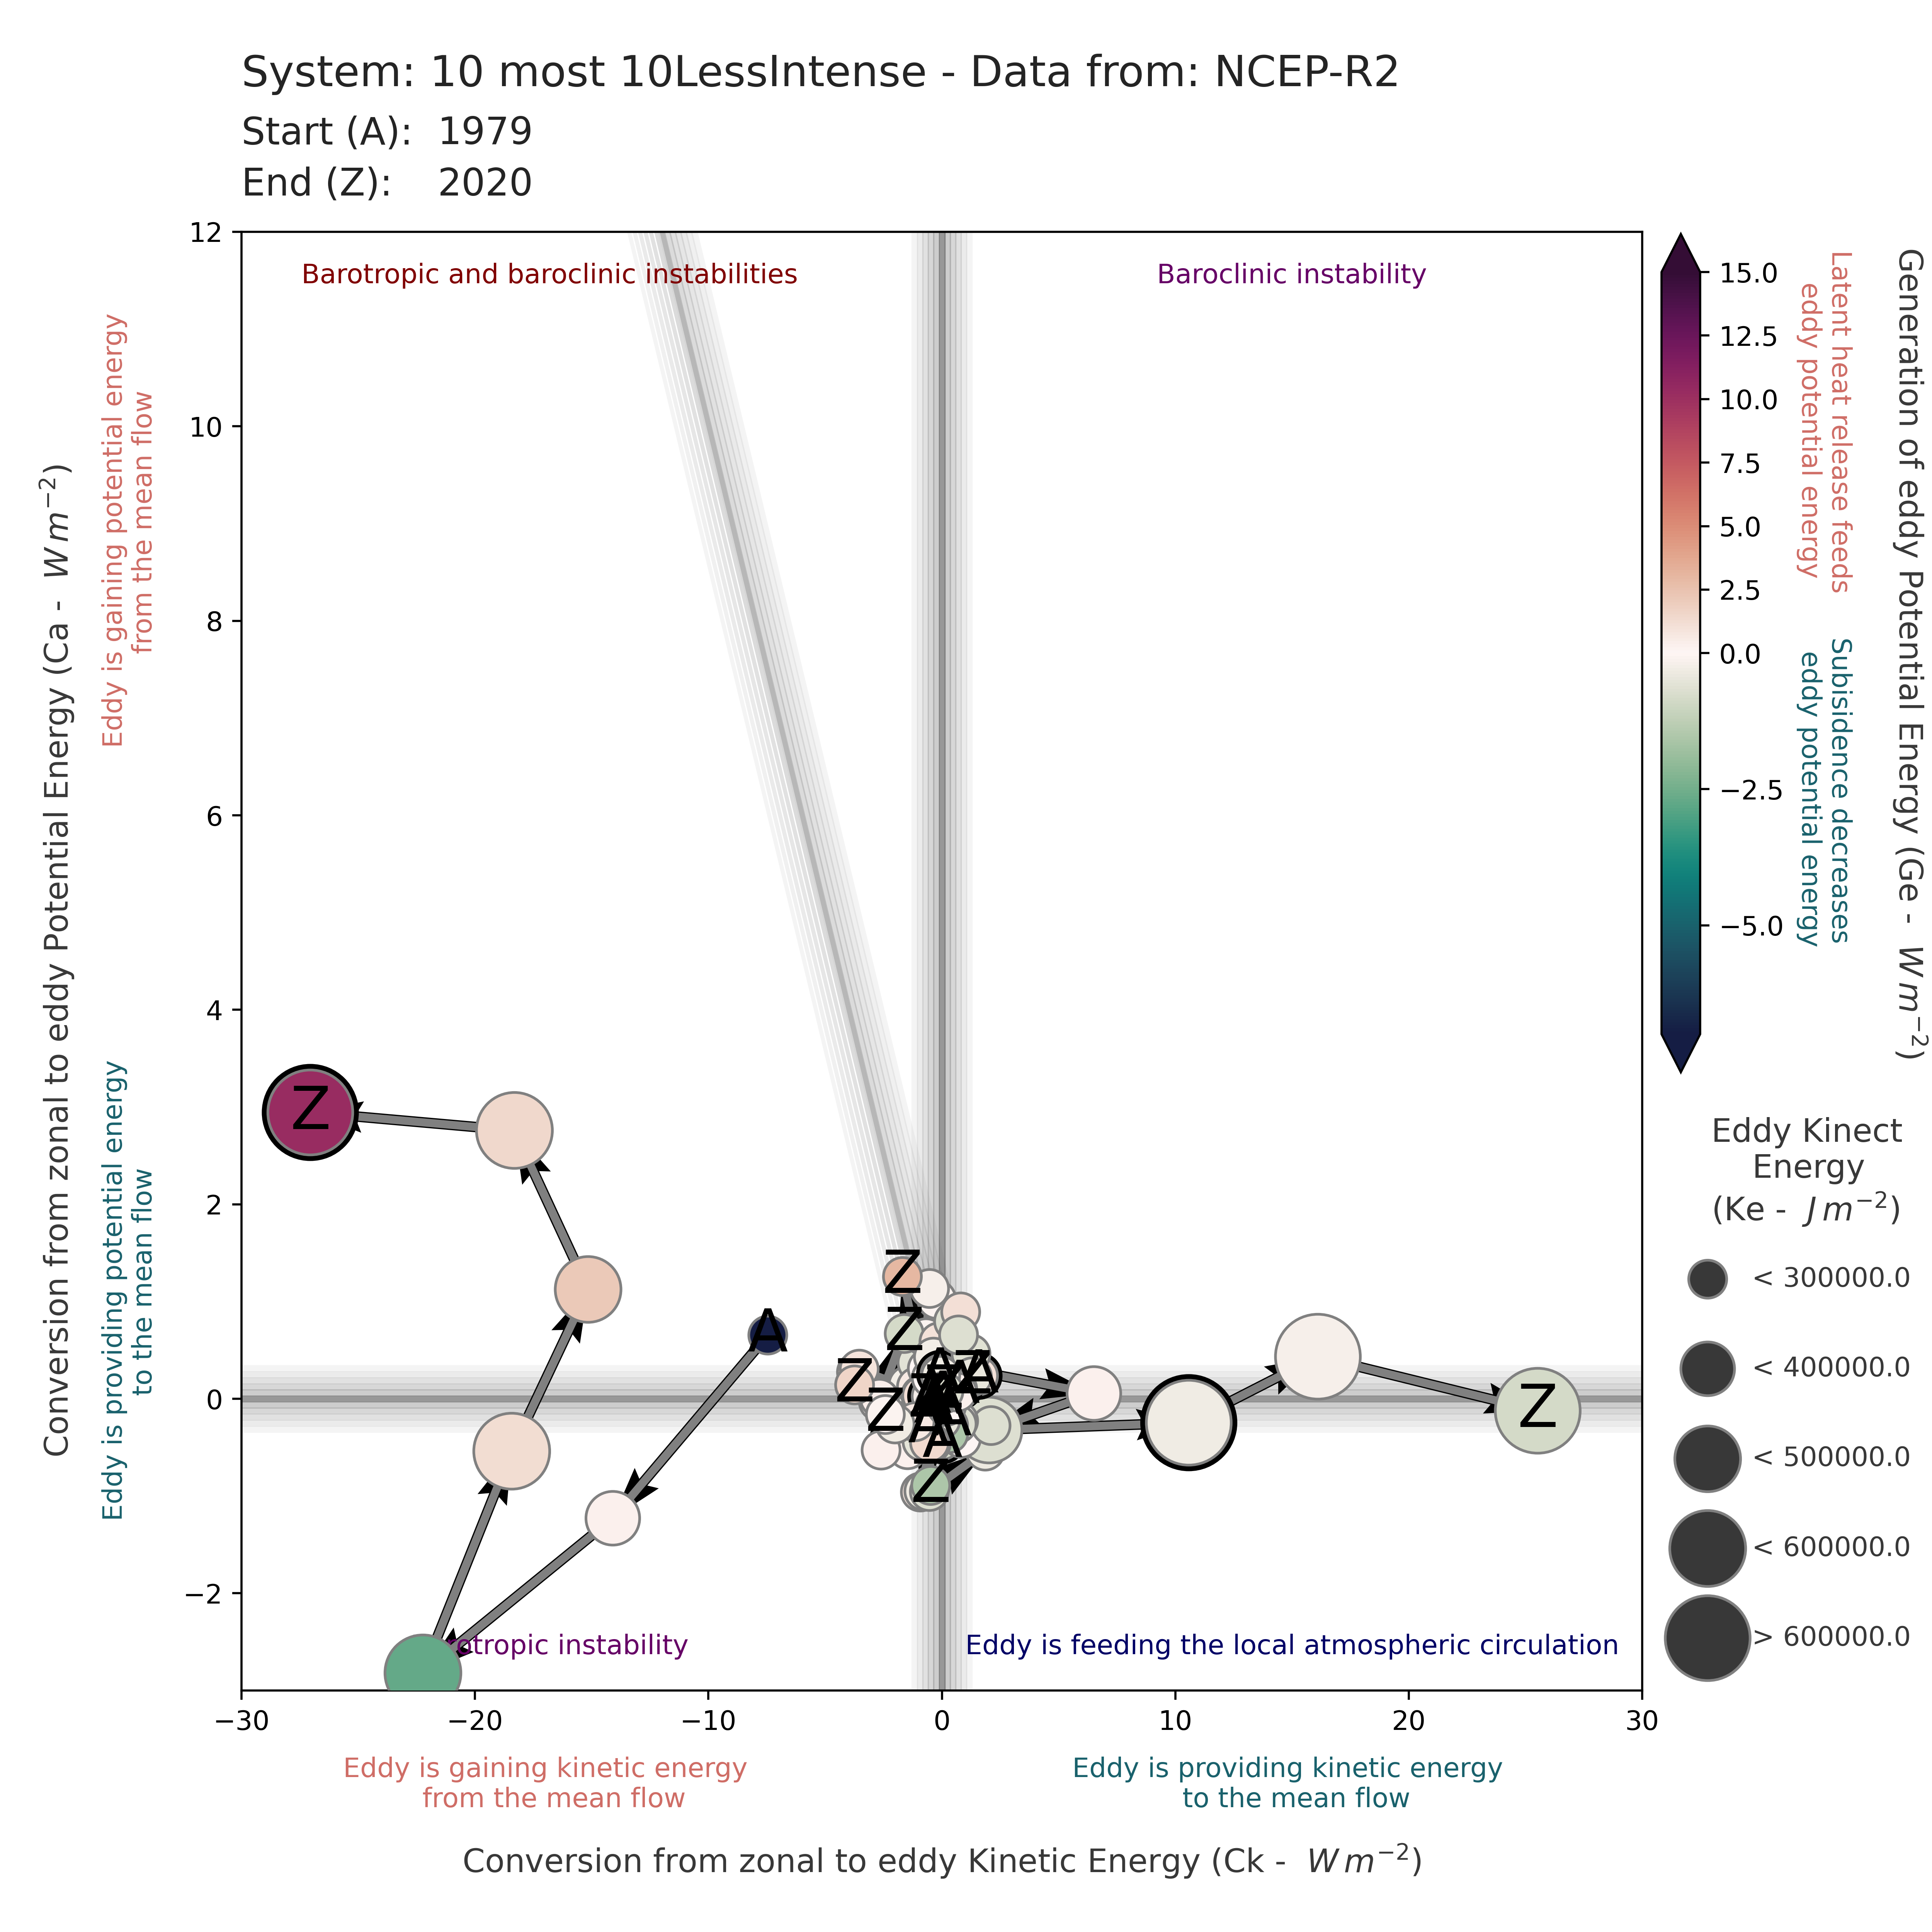 System: 10 most 10LessIntense - Data from: NCEP-R2
Start (A): 1979
End (Z): 2020
Barotropic and baroclinic instabilities
Baroclinic instability
12
10
8
6
4
2
0
−2
Conversion from zonal to eddy Potential Energy (Ca - W m⁻²)
Eddy is gaining potential energy
from the mean flow
Eddy is providing potential energy
to the mean flow
Z
A
Z
Z
Z
Z
Z
A
A
A
A
Z
otropic instability
Eddy is feeding the local atmospheric circulation
−30
−20
−10
0
10
20
30
Eddy is gaining kinetic energy
from the mean flow
Eddy is providing kinetic energy
to the mean flow
Conversion from zonal to eddy Kinetic Energy (Ck - W m⁻²)
15.0
12.5
10.0
7.5
5.0
2.5
0.0
−2.5
−5.0
Latent heat release feeds
eddy potential energy
Subisidence decreases
eddy potential energy
Generation of eddy Potential Energy (Ge - W m⁻²)
Eddy Kinect
Energy
(Ke - J m⁻²)
< 300000.0
< 400000.0
< 500000.0
< 600000.0
> 600000.0